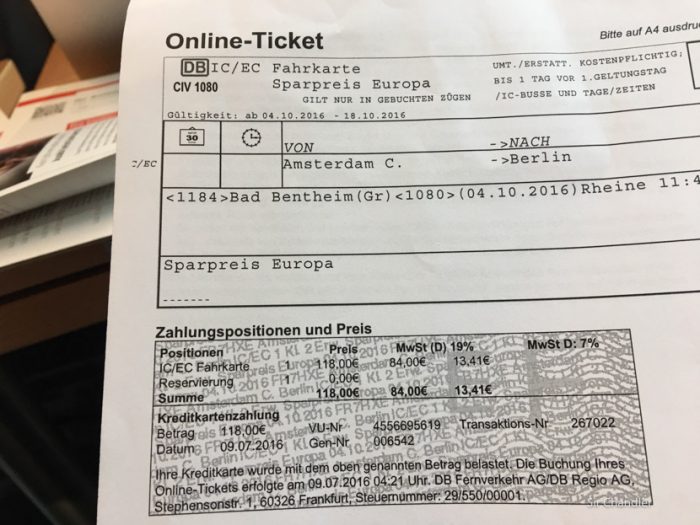 Online-Ticket
Bitte auf A4 ausdru
DB IC/EC Fahrkarte
UMT./ERSTATT. KOSTENPFLICHTIG;
CIV 1080
Sparpreis Europa
BIS 1 TAG VOR 1.GELTUNGSTAG
GILT NUR IN GEBUCHTEN ZÜGEN
/IC-BUSSE UND TAGE/ZEITEN
Gültigkeit: ab 04.10.2016 - 18.10.2016
30
VON
->NACH
C/EC
Amsterdam C.
->Berlin
<1184>Bad Bentheim(Gr)<1080>(04.10.2016)Rheine 11:4
Sparpreis Europa
-------
Zahlungspositionen und Preis
Positionen Preis MwSt (D) 19% MwSt D: 7%
IC/EC Fahrkarte 1 118,00€ 84,00€ 13,41€
Reservierung 1 0,00€
Summe 118,00€ 84,00€ 13,41€
Kreditkartenzahlung
Betrag 118,00€ VU-Nr 4556695619 Transaktions-Nr 267022
Datum 09.07.2016 Gen-Nr 006542
Ihre Kreditkarte wurde mit dem oben genannten Betrag belastet. Die Buchung Ihres
Online-Tickets erfolgte am 09.07.2016 04:21 Uhr. DB Fernverkehr AG/DB Regio AG,
Stephensonstr. 1, 60326 Frankfurt, Steuernummer: 29/550/00001.
Sir Chandler